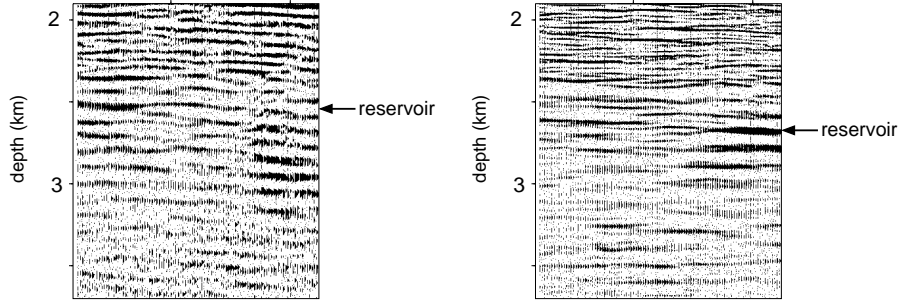 2
depth (km)
reservoir
3
2
depth (km)
reservoir
3